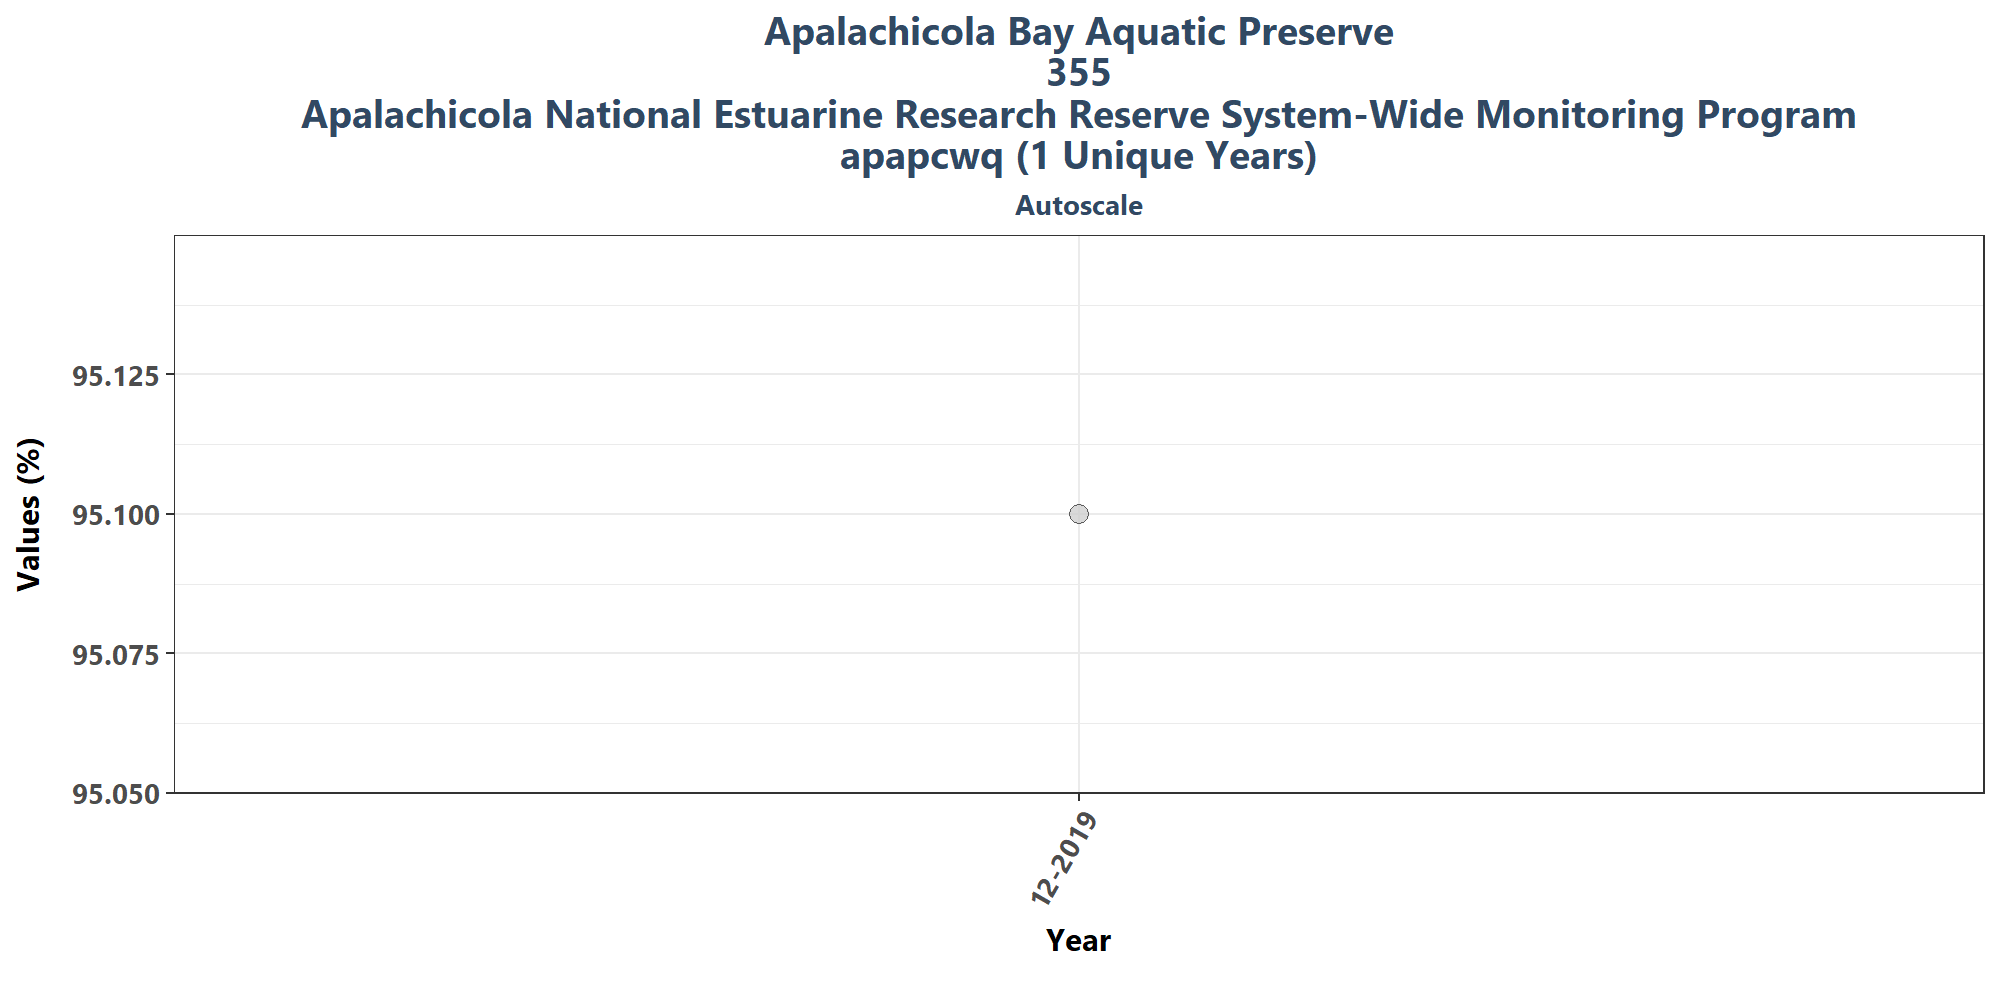 Apalachicola Bay Aquatic Preserve
355
Apalachicola National Estuarine Research Reserve System-Wide Monitoring Program
apapcwq (1 Unique Years)
Autoscale
Values (%)
95.125
95.100
95.075
95.050
12-2019
Year